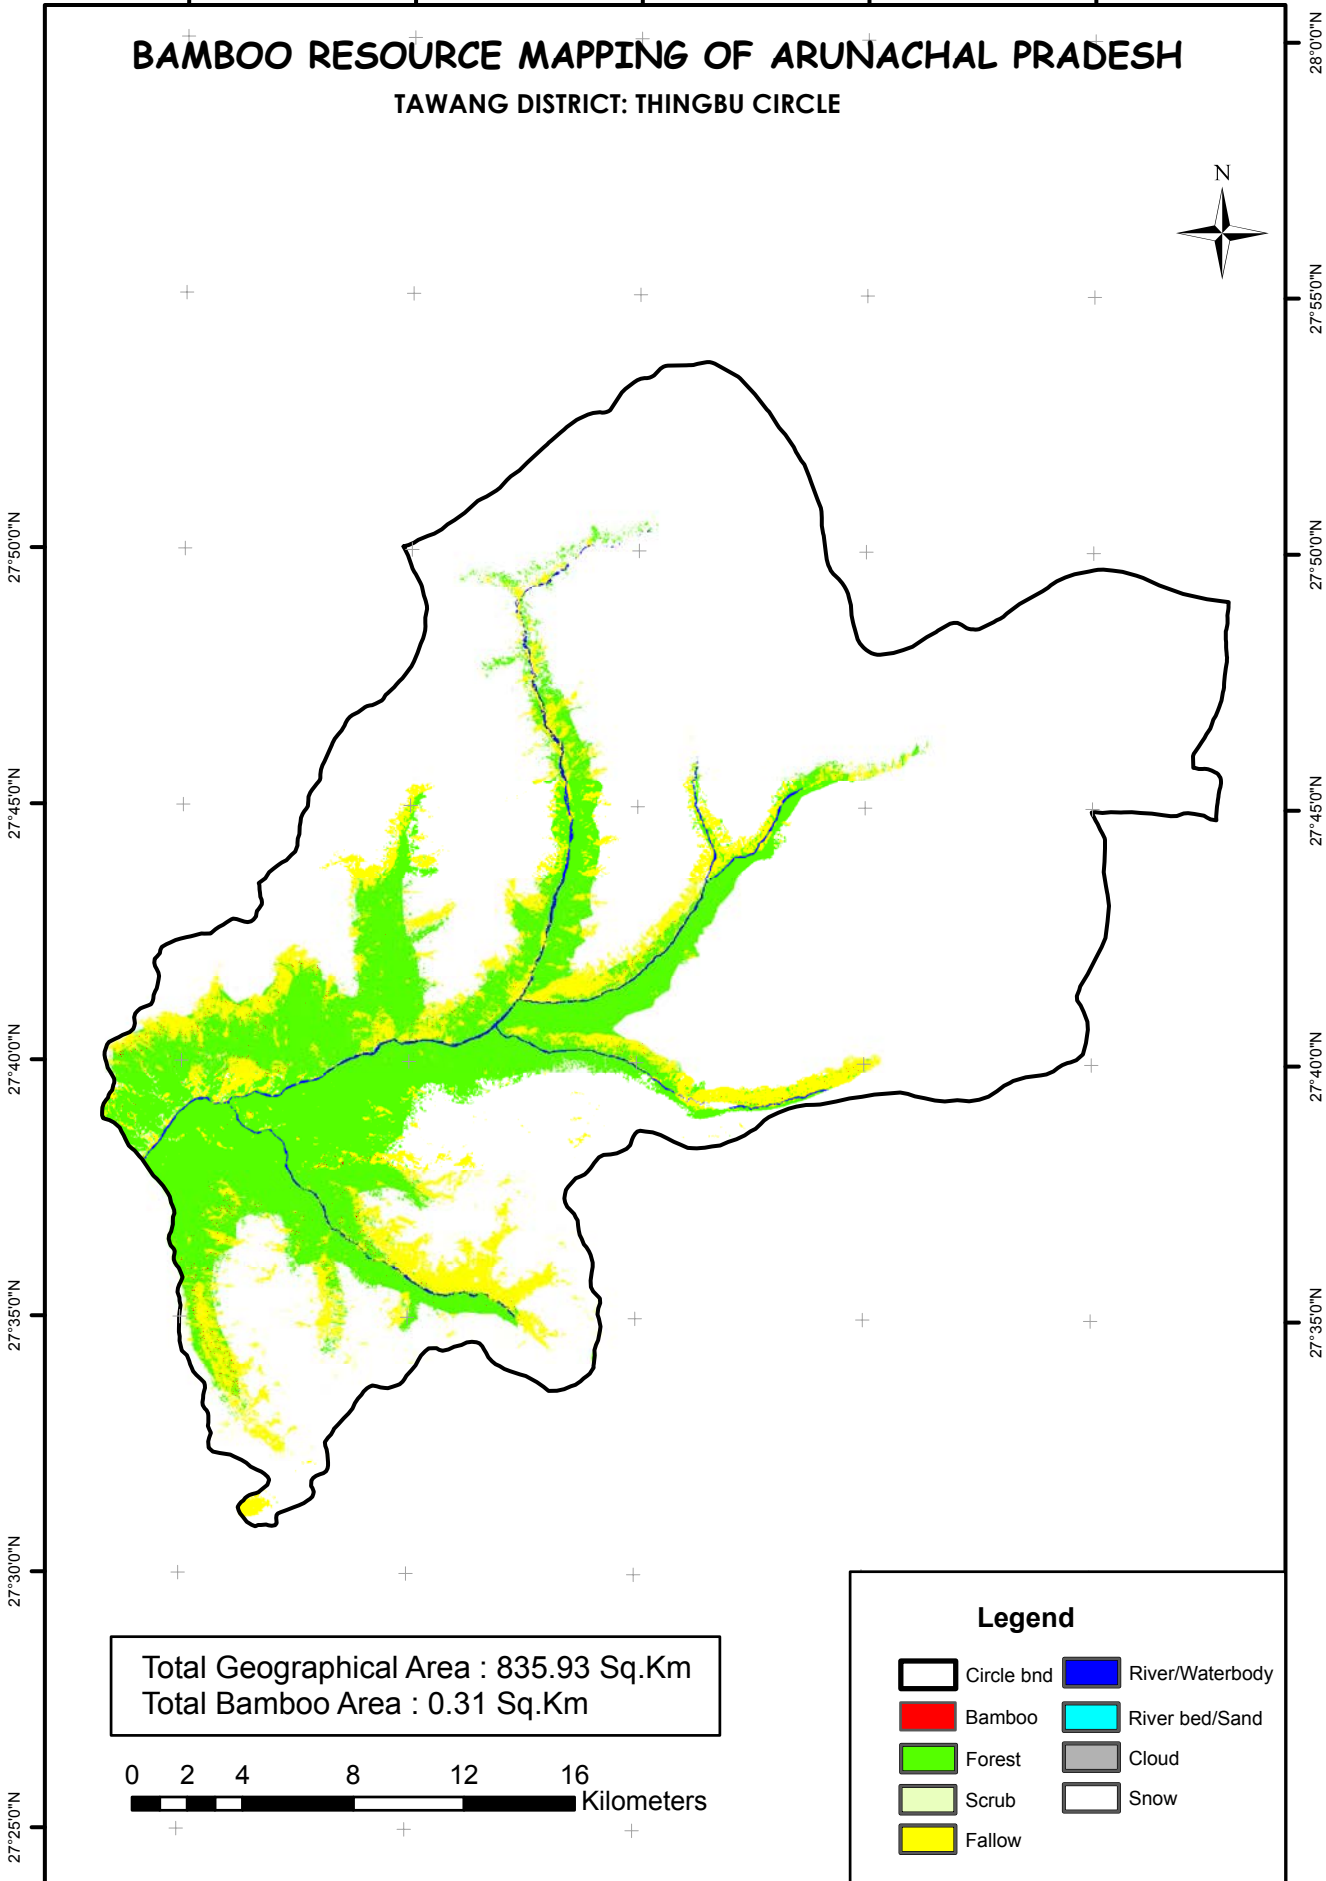 BAMBOO RESOURCE MAPPING OF ARUNACHAL PRADESH
TAWANG DISTRICT: THINGBU CIRCLE
N
28°0'0"N
27°55'0"N
27°50'0"N
27°50'0"N
27°45'0"N
27°45'0"N
27°40'0"N
27°40'0"N
27°35'0"N
27°35'0"N
27°30'0"N
27°25'0"N
Total Geographical Area : 835.93 Sq.Km
Total Bamboo Area : 0.31 Sq.Km
0 2 4 8 12 16
Kilometers
Legend
Circle bnd
River/Waterbody
Bamboo
River bed/Sand
Forest
Cloud
Scrub
Snow
Fallow